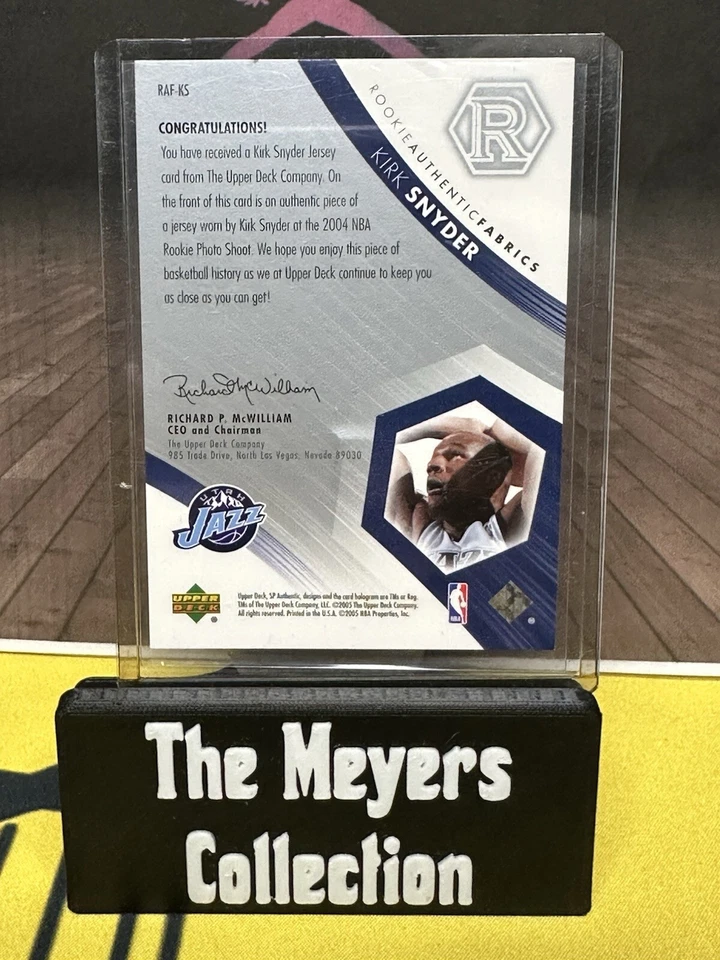 RAF-KS
R
ROOKIEAUTHENTICFABRICS
KIRK SNYDER
CONGRATULATIONS!
You have received a Kirk Snyder Jersey
card from The Upper Deck Company. On
the front of this card is an authentic piece of
a jersey worn by Kirk Snyder at the 2004 NBA
Rookie Photo Shoot. We hope you enjoy this piece of
basketball history as we at Upper Deck continue to keep you
as close as you can get!
Richard McWilliam
RICHARD P. McWILLIAM
CEO and Chairman
The Upper Deck Company
985 Trade Drive, North Las Vegas, Nevada 89030
UTAH
JAZZ
UPPER
DECK
Upper Deck, SP Authentic, designs and the card hologram are TMs or Reg.
TMs of The Upper Deck Company, LLC. ©2005 The Upper Deck Company.
All rights reserved. Printed in the U.S.A. ©2005 NBA Properties, Inc.
NBA
The Meyers
Collection